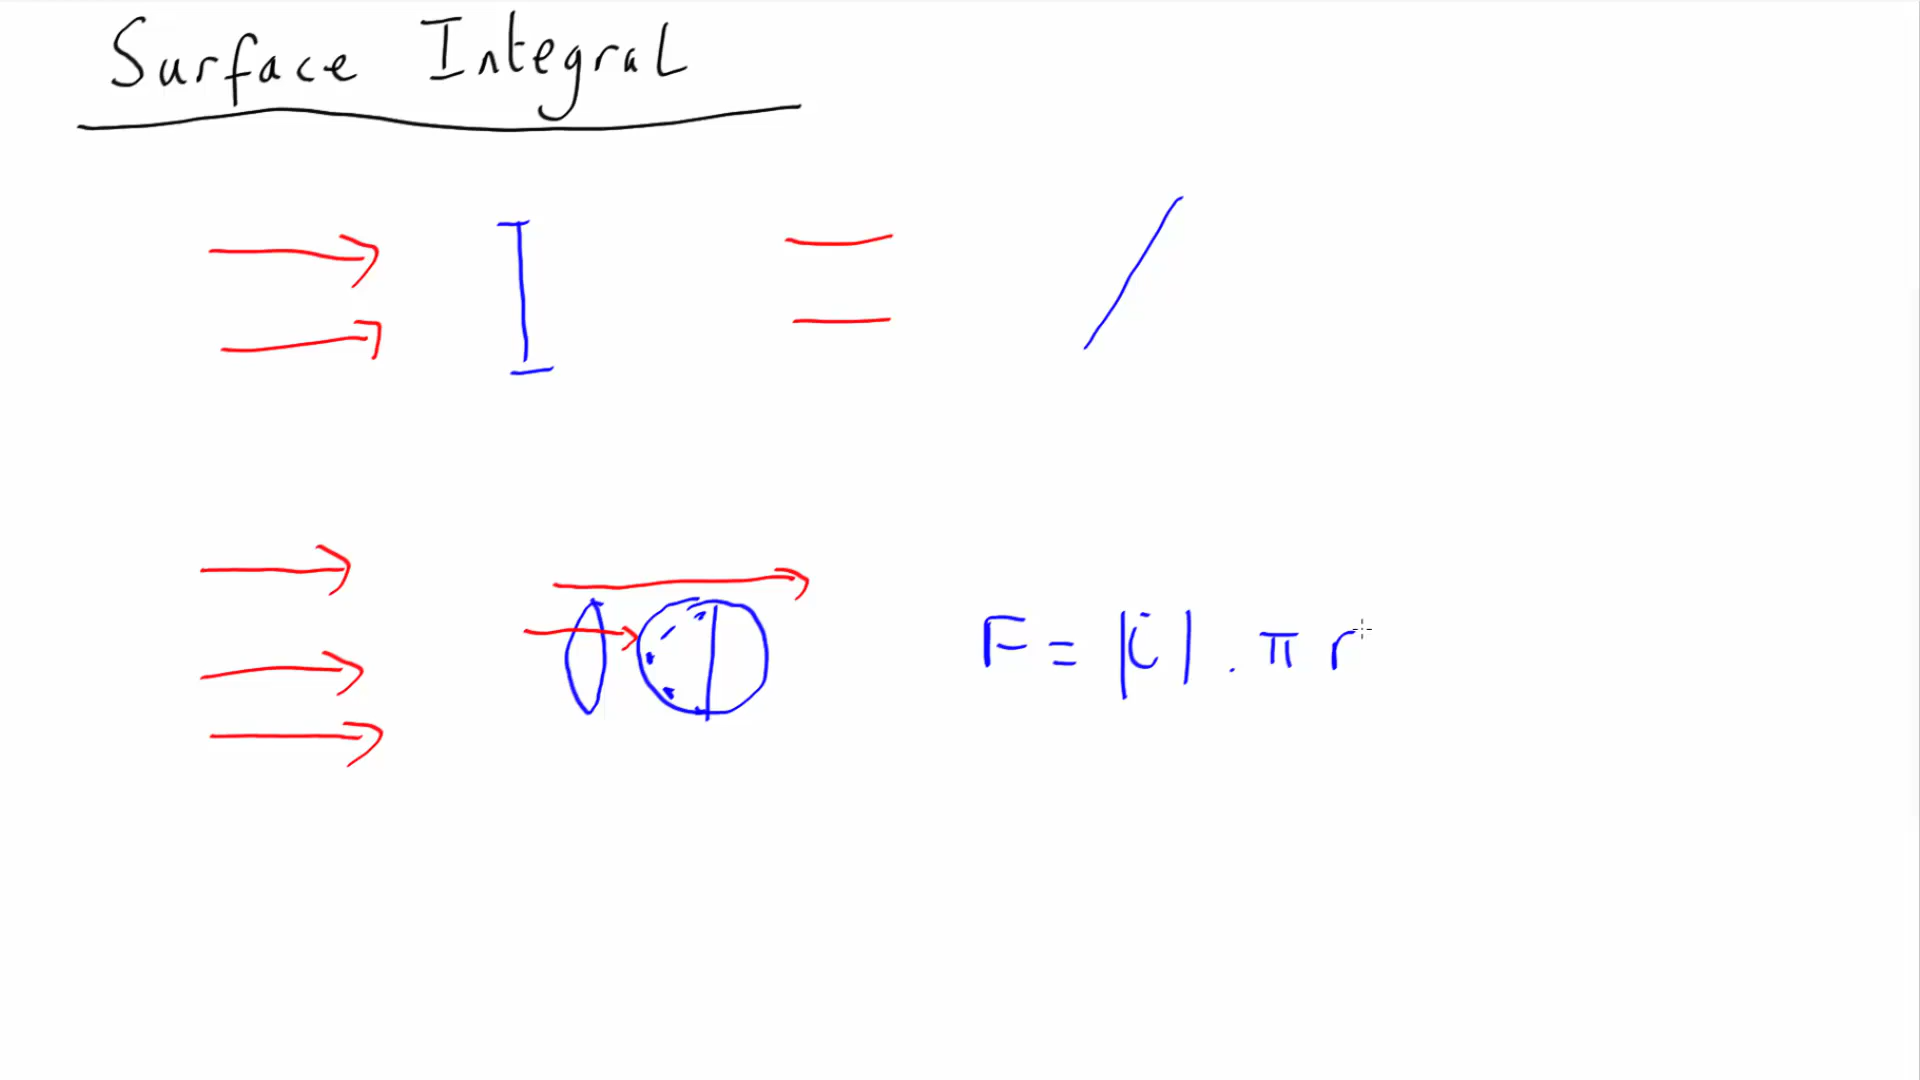 Surface Integral
F = |i| . π r